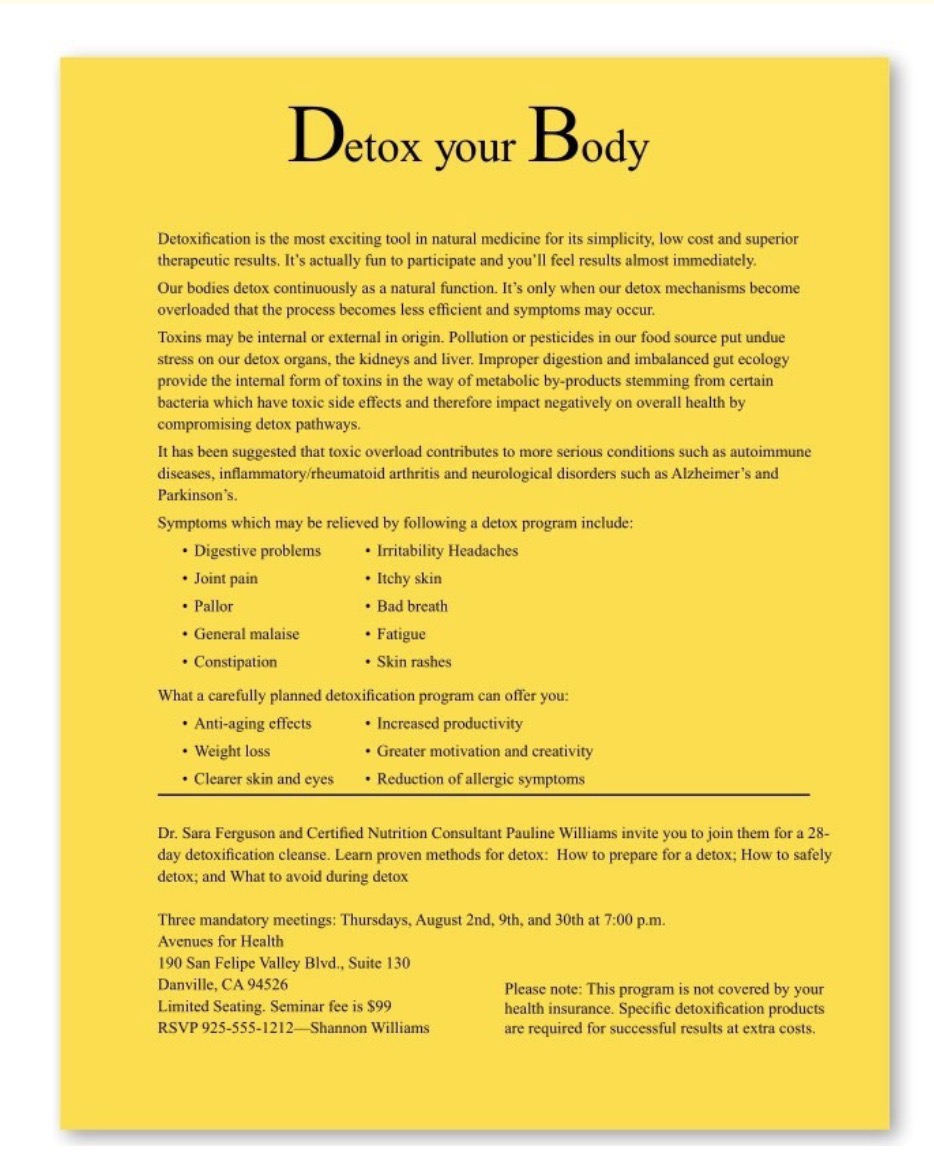 Detox your Body
Detoxification is the most exciting tool in natural medicine for its simplicity, low cost and superior
therapeutic results. It’s actually fun to participate and you’ll feel results almost immediately.
Our bodies detox continuously as a natural function. It’s only when our detox mechanisms become
overloaded that the process becomes less efficient and symptoms may occur.
Toxins may be internal or external in origin. Pollution or pesticides in our food source put undue
stress on our detox organs, the kidneys and liver. Improper digestion and imbalanced gut ecology
provide the internal form of toxins in the way of metabolic by-products stemming from certain
bacteria which have toxic side effects and therefore impact negatively on overall health by
compromising detox pathways.
It has been suggested that toxic overload contributes to more serious conditions such as autoimmune
diseases, inflammatory/rheumatoid arthritis and neurological disorders such as Alzheimer’s and
Parkinson’s.
Symptoms which may be relieved by following a detox program include:
• Digestive problems • Irritability Headaches
• Joint pain • Itchy skin
• Pallor • Bad breath
• General malaise • Fatigue
• Constipation • Skin rashes
What a carefully planned detoxification program can offer you:
• Anti-aging effects • Increased productivity
• Weight loss • Greater motivation and creativity
• Clearer skin and eyes • Reduction of allergic symptoms
Dr. Sara Ferguson and Certified Nutrition Consultant Pauline Williams invite you to join them for a 28-
day detoxification cleanse. Learn proven methods for detox: How to prepare for a detox; How to safely
detox; and What to avoid during detox
Three mandatory meetings: Thursdays, August 2nd, 9th, and 30th at 7:00 p.m.
Avenues for Health
190 San Felipe Valley Blvd., Suite 130
Danville, CA 94526
Limited Seating. Seminar fee is $99
RSVP 925-555-1212—Shannon Williams
Please note: This program is not covered by your
health insurance. Specific detoxification products
are required for successful results at extra costs.